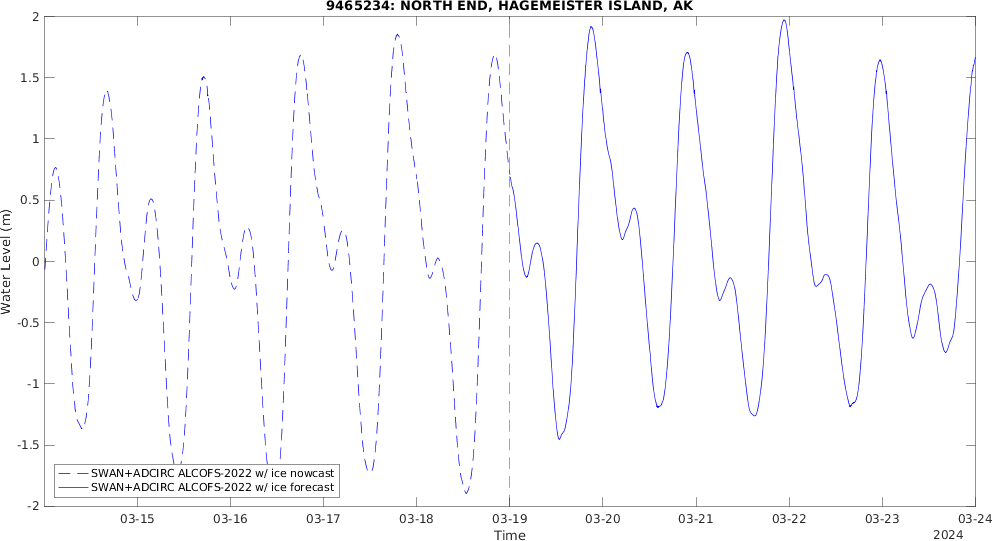 9465234: NORTH END, HAGEMEISTER ISLAND, AK
2
1.5
1
0.5
0
-0.5
-1
-1.5
-2
Water Level (m)
SWAN+ADCIRC ALCOFS-2022 w/ ice nowcast
SWAN+ADCIRC ALCOFS-2022 w/ ice forecast
03-15 03-16 03-17 03-18 03-19 03-20 03-21 03-22 03-23 03-24
Time
2024